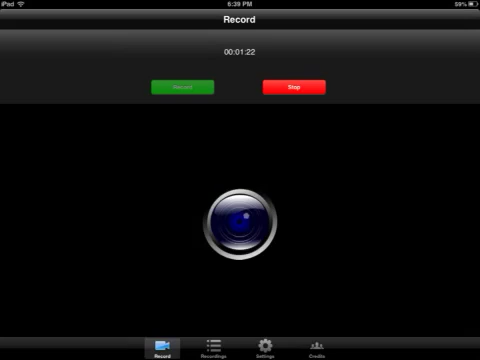 iPad 6:39 PM 59%
Record
00:01:22
Record Stop
Record Recordings Settings Credits